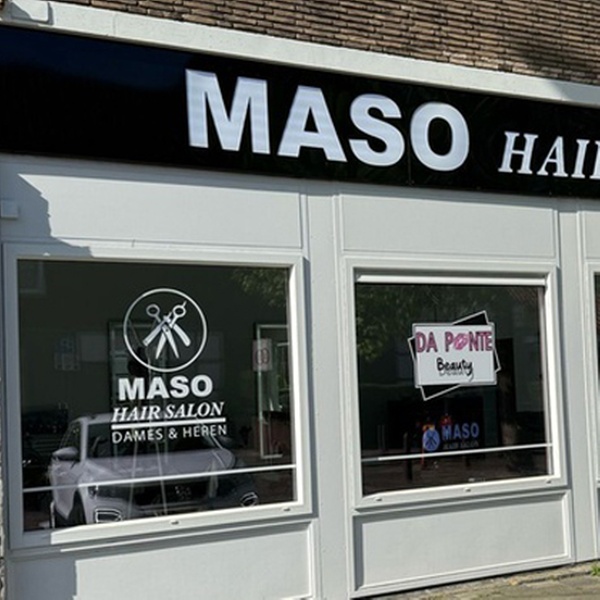 MASO HAI
MASO
HAIR SALON
DAMES & HEREN
DA PONTE
Beauty
MASO
HAIR SALON